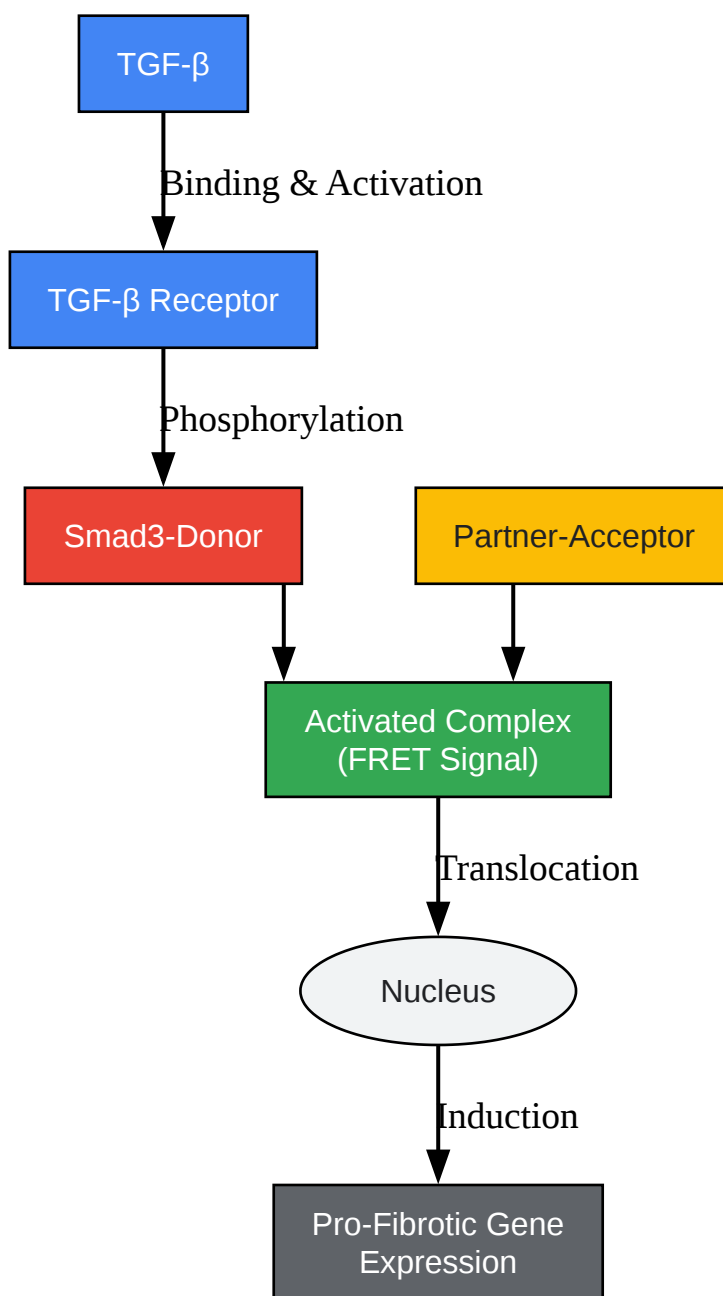 TGF-β
Binding & Activation
TGF-β Receptor
Phosphorylation
Smad3-Donor
Partner-Acceptor
Activated Complex
(FRET Signal)
Translocation
Nucleus
Induction
Pro-Fibrotic Gene
Expression